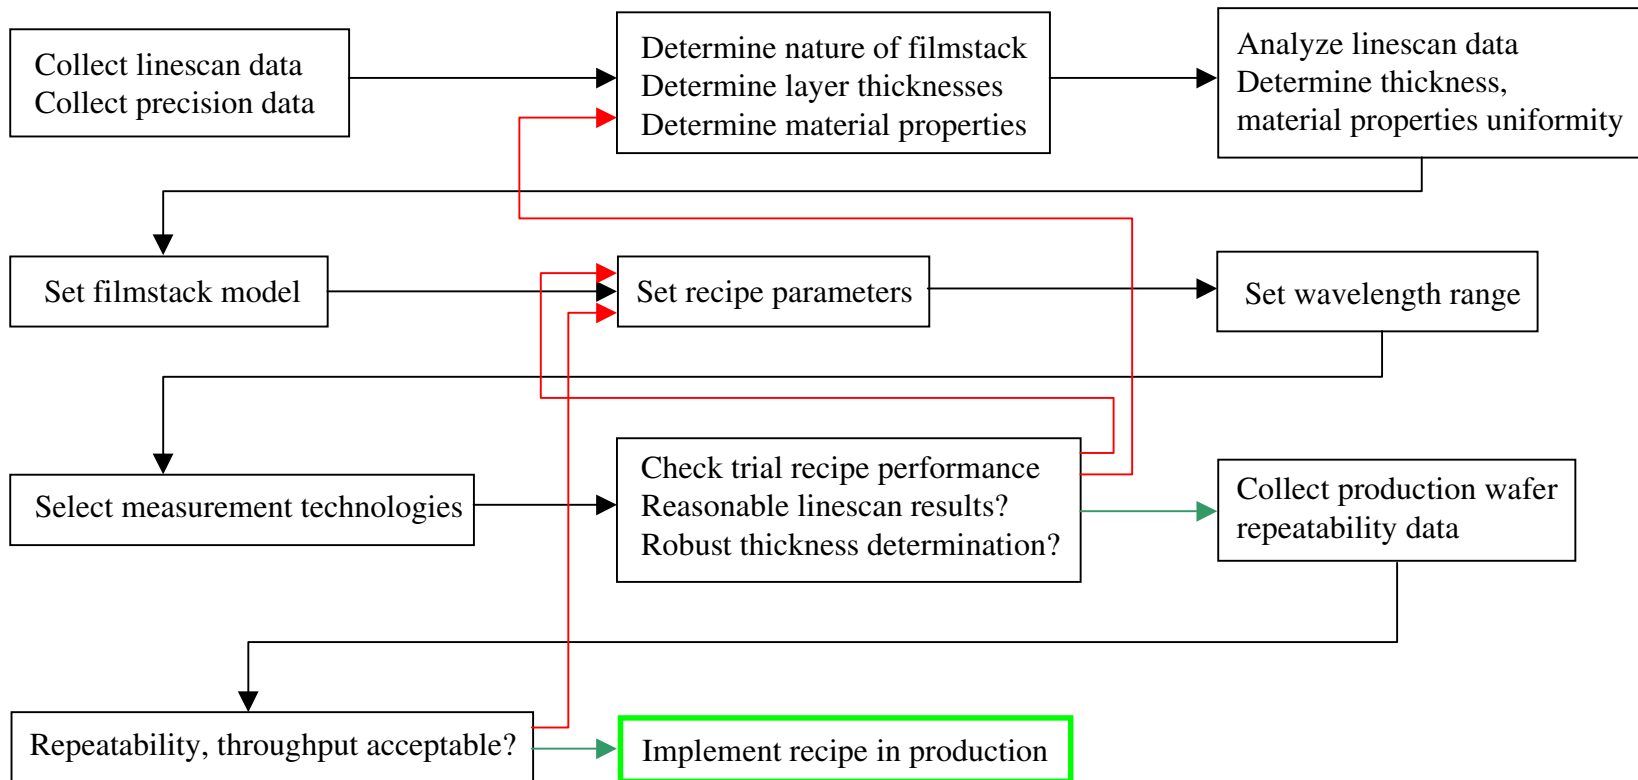 Collect linescan data
Collect precision data
Determine nature of filmstack
Determine layer thicknesses
Determine material properties
Analyze linescan data
Determine thickness,
material properties uniformity
Set filmstack model
Set recipe parameters
Set wavelength range
Select measurement technologies
Check trial recipe performance
Reasonable linescan results?
Robust thickness determination?
Collect production wafer
repeatability data
Repeatability, throughput acceptable?
Implement recipe in production